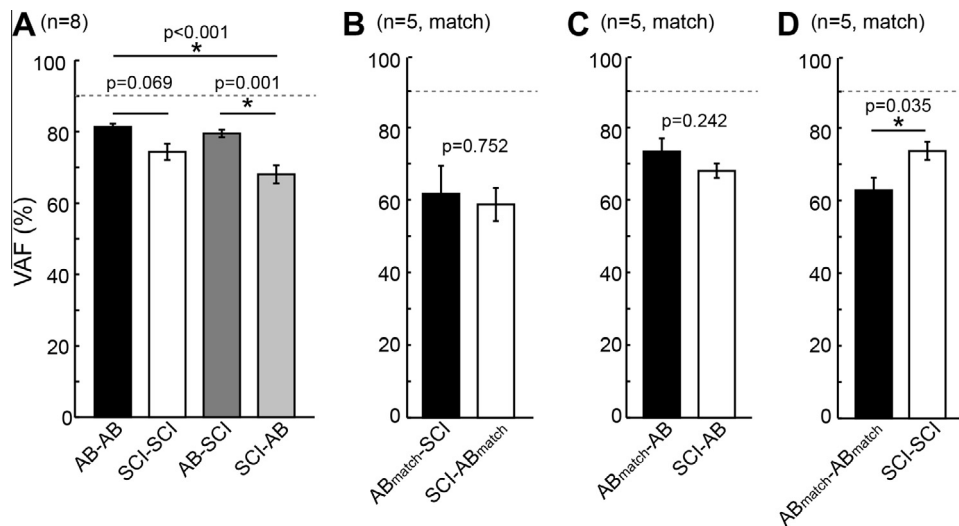 A (n=8)
p<0.001
*
p=0.069
p=0.001
*
VAF (%)
100
80
60
40
20
0
AB-AB
SCI-SCI
AB-SCI
SCI-AB
B (n=5, match)
100
p=0.752
80
60
40
20
0
ABmatch-SCI
SCI-ABmatch
C (n=5, match)
100
p=0.242
80
60
40
20
0
ABmatch-AB
SCI-AB
D (n=5, match)
100
p=0.035
*
80
60
40
20
0
ABmatch-ABmatch
SCI-SCI